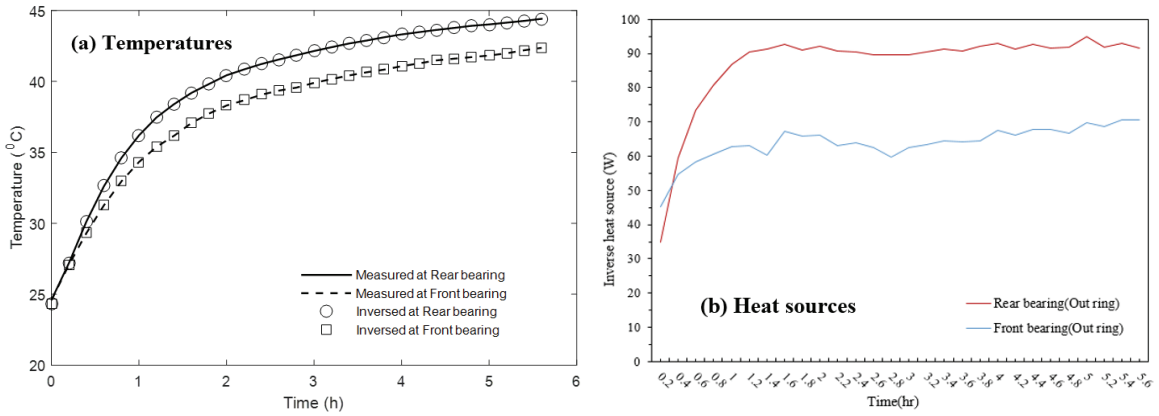 (a) Temperatures
Temperature ( ⁰C)
45
40
35
30
25
20
Measured at Rear bearing
Measured at Front bearing
Inversed at Rear bearing
Inversed at Front bearing
0 1 2 3 4 5 6
Time (h)
Inverse heat source (W)
100
90
80
70
60
50
40
30
20
10
0
(b) Heat sources
Rear bearing(Out ring)
Front bearing(Out ring)
0.2 0.4 0.6 0.8 1 1.2 1.4 1.6 1.8 2 2.2 2.4 2.6 2.8 3 3.2 3.4 3.6 3.8 4 4.2 4.4 4.6 4.8 5 5.2 5.4 5.6
Time(hr)